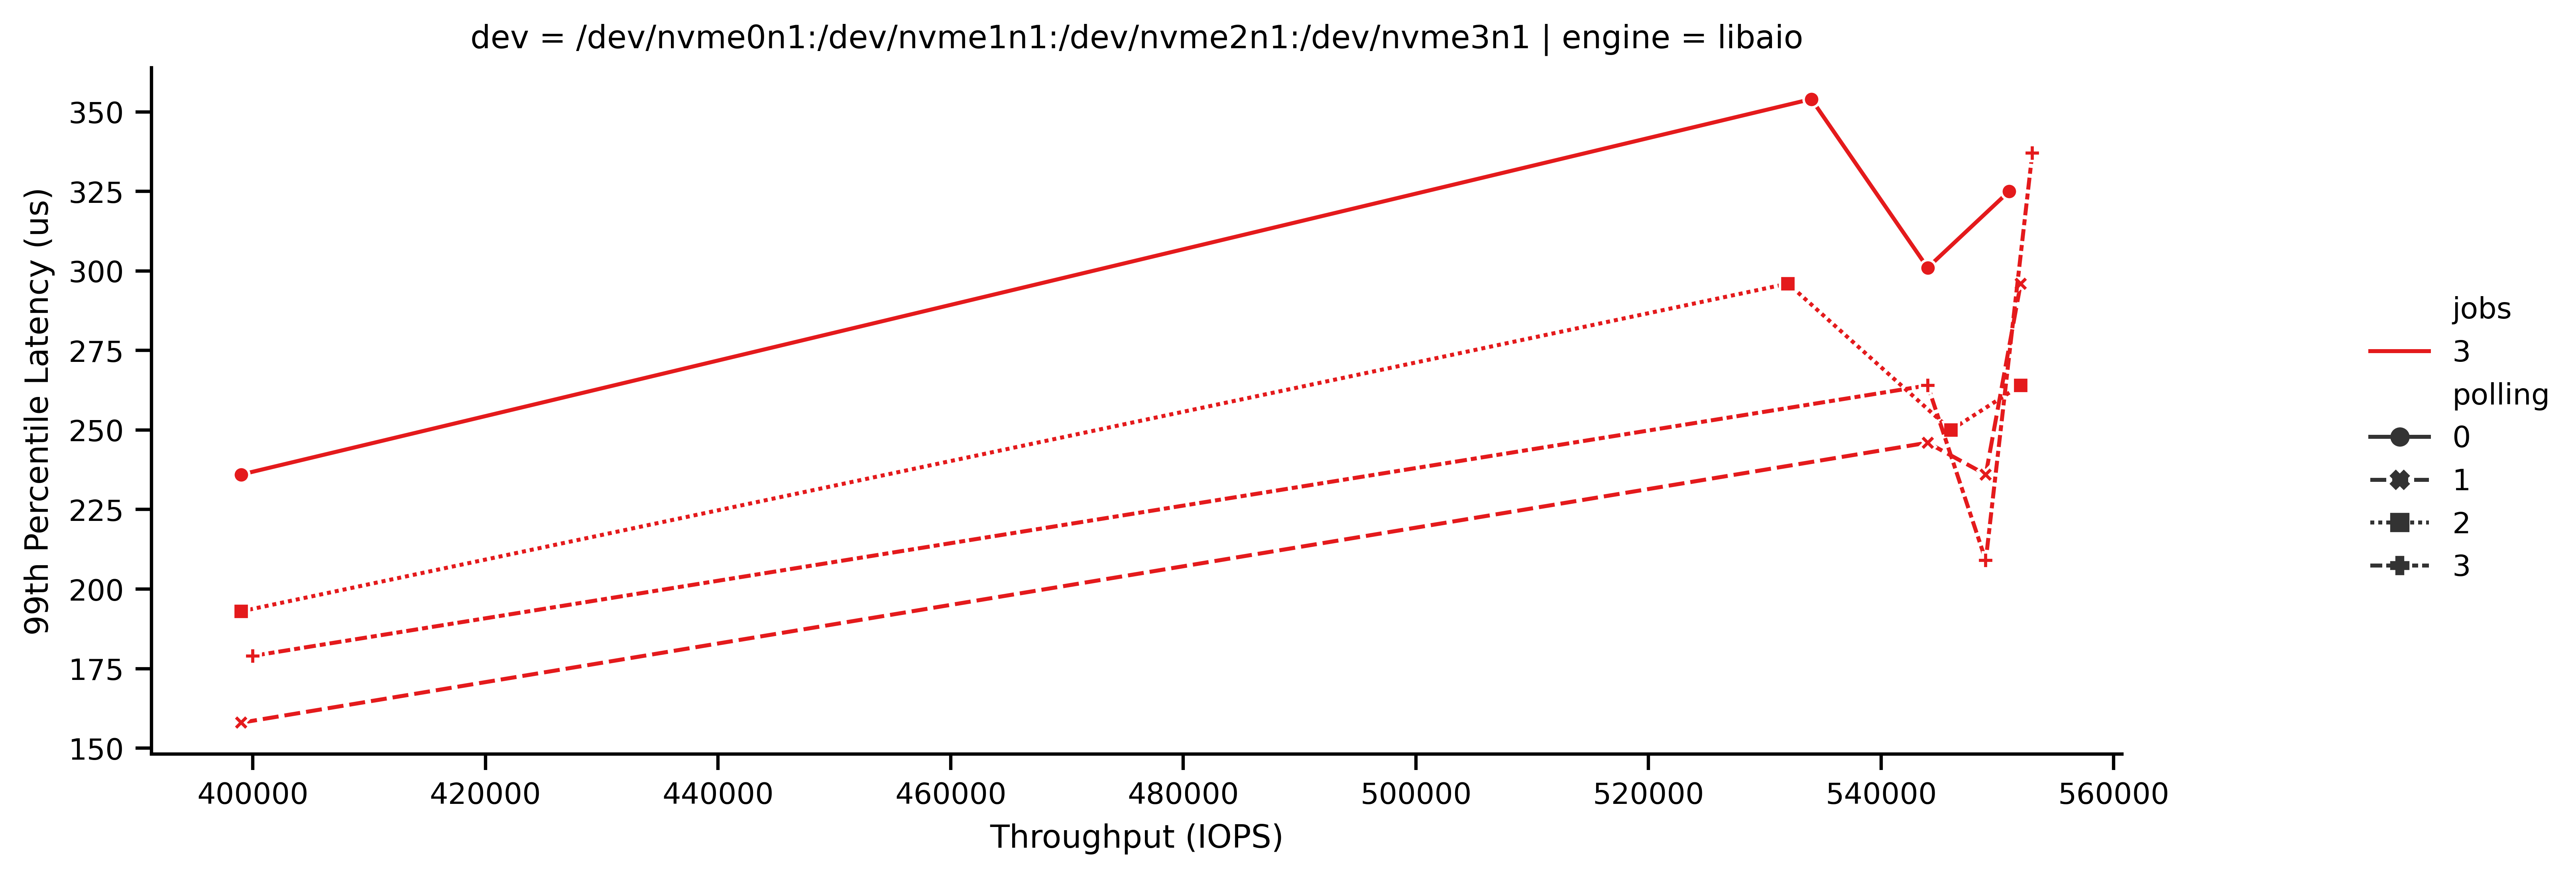 dev = /dev/nvme0n1:/dev/nvme1n1:/dev/nvme2n1:/dev/nvme3n1 | engine = libaio
99th Percentile Latency (us)
350
325
300
275
250
225
200
175
150
400000 420000 440000 460000 480000 500000 520000 540000 560000
Throughput (IOPS)
jobs
3
polling
0
1
2
3